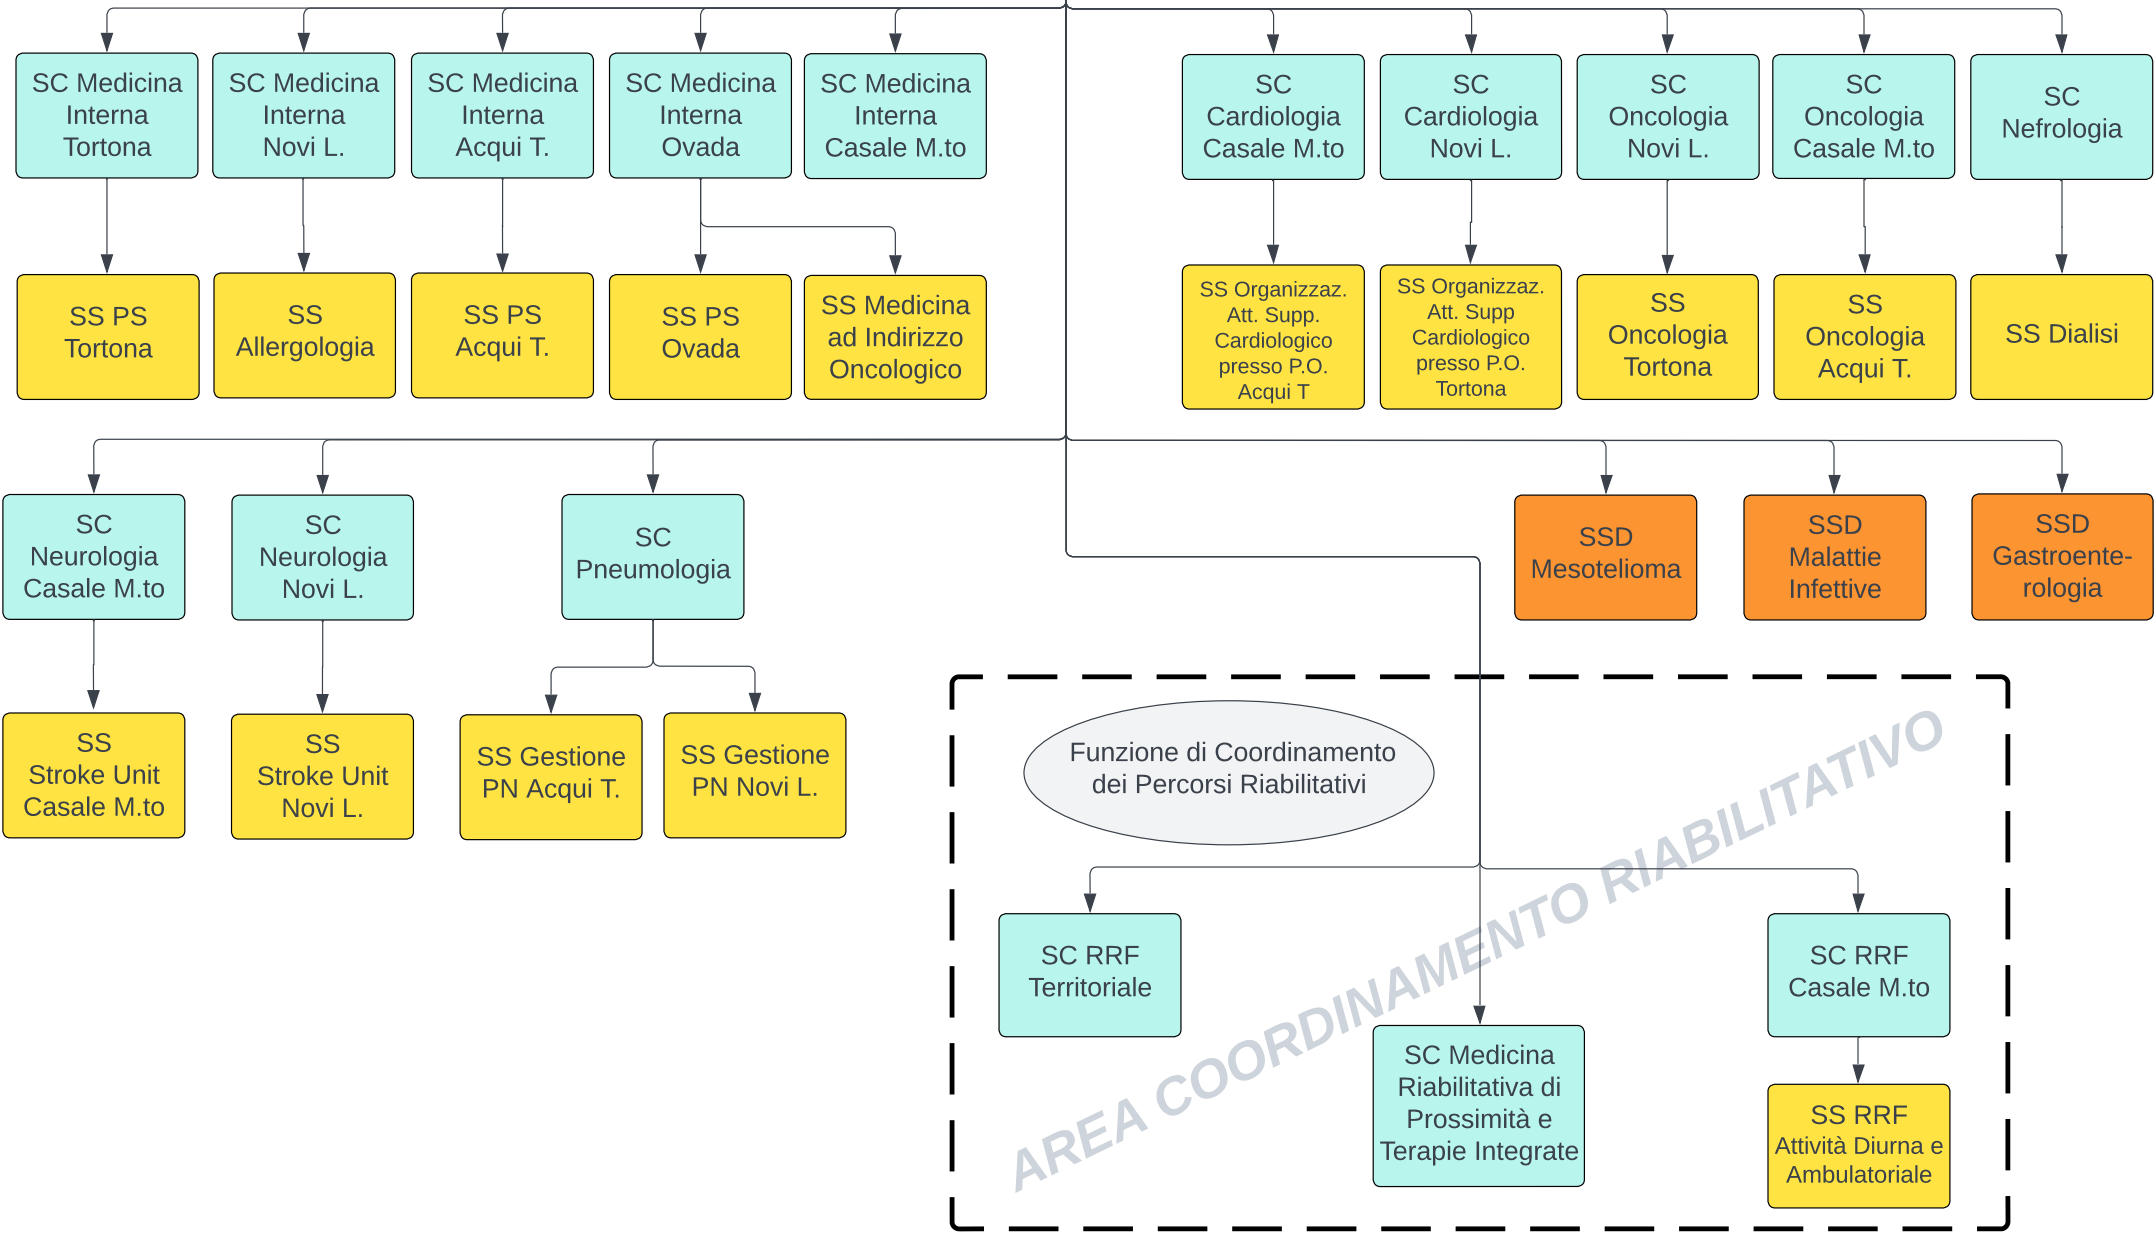 SC Medicina
Interna
Tortona
SC Medicina
Interna
Novi L.
SC Medicina
Interna
Acqui T.
SC Medicina
Interna
Ovada
SC Medicina
Interna
Casale M.to
SC
Cardiologia
Casale M.to
SC
Cardiologia
Novi L.
SC
Oncologia
Novi L.
SC
Oncologia
Casale M.to
SC
Nefrologia
SS PS
Tortona
SS
Allergologia
SS PS
Acqui T.
SS PS
Ovada
SS Medicina
ad Indirizzo
Oncologico
SS Organizzaz.
Att. Supp.
Cardiologico
presso P.O.
Acqui T
SS Organizzaz.
Att. Supp
Cardiologico
presso P.O.
Tortona
SS
Oncologia
Tortona
SS
Oncologia
Acqui T.
SS Dialisi
SC
Neurologia
Casale M.to
SC
Neurologia
Novi L.
SC
Pneumologia
SSD
Mesotelioma
SSD
Malattie
Infettive
SSD
Gastroente-
rologia
SS
Stroke Unit
Casale M.to
SS
Stroke Unit
Novi L.
SS Gestione
PN Acqui T.
SS Gestione
PN Novi L.
Funzione di Coordinamento
dei Percorsi Riabilitativi
AREA COORDINAMENTO RIABILITATIVO
SC RRF
Territoriale
SC Medicina
Riabilitativa di
Prossimità e
Terapie Integrate
SC RRF
Casale M.to
SS RRF
Attività Diurna e
Ambulatoriale